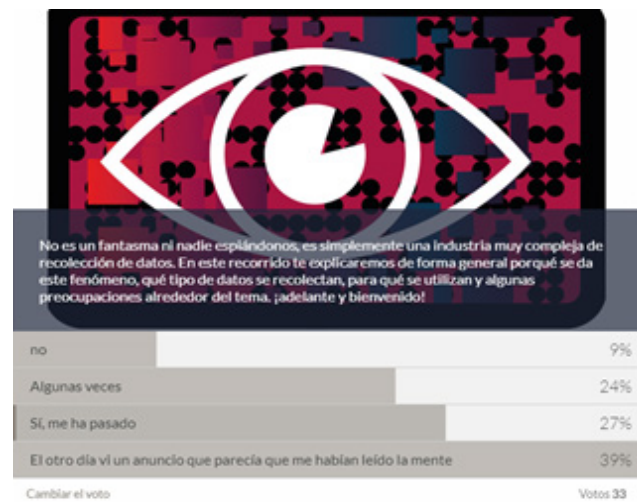 No es un fantasma ni nadie espiándonos, es simplemente una industria muy compleja de
recolección de datos. En este recorrido te explicaremos de forma general porqué se da
este fenómeno, qué tipo de datos se recolectan, para qué se utilizan y algunas
preocupaciones alrededor del tema, ¡adelante y bienvenido!
no 9%
Algunas veces 24%
Sí, me ha pasado 27%
El otro día vi un anuncio que parecía que me habían leído la mente 39%
Cambiar el voto Votos 33